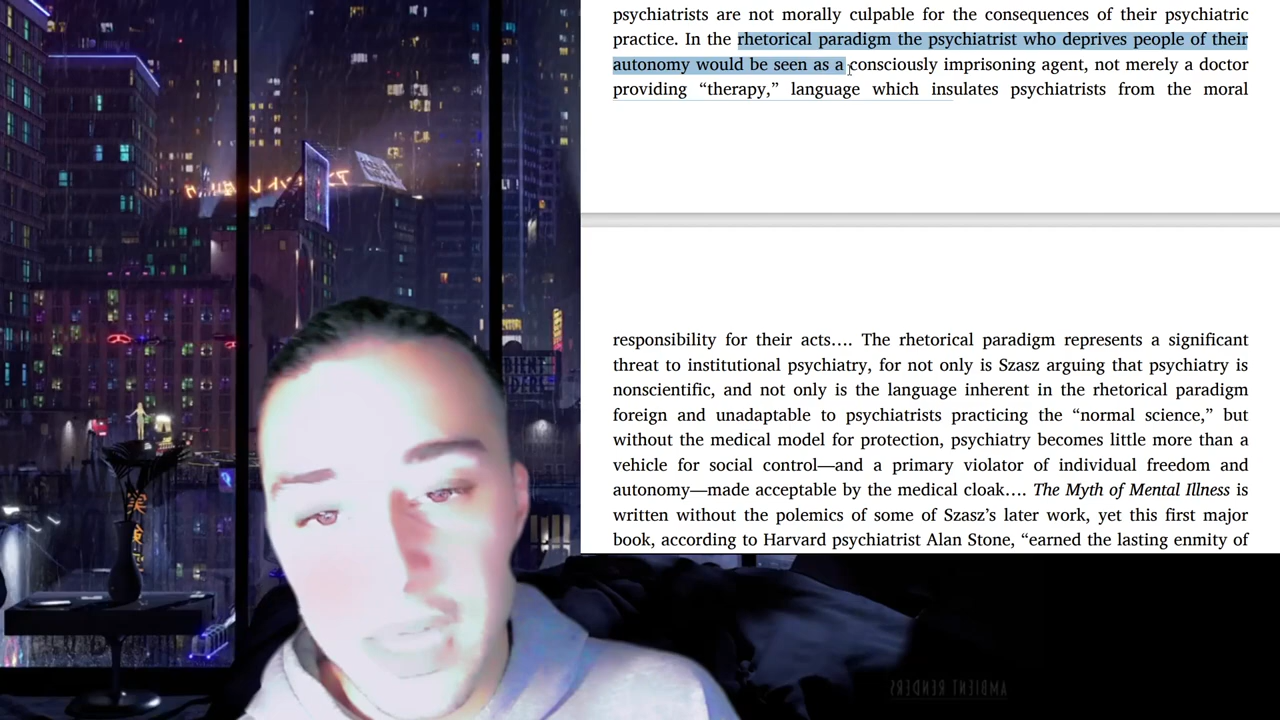 psychiatrists are not morally culpable for the consequences of their psychiatric
practice. In the rhetorical paradigm the psychiatrist who deprives people of their
autonomy would be seen as a consciously imprisoning agent, not merely a doctor
providing “therapy,” language which insulates psychiatrists from the moral
responsibility for their acts…. The rhetorical paradigm represents a significant
threat to institutional psychiatry, for not only is Szasz arguing that psychiatry is
nonscientific, and not only is the language inherent in the rhetorical paradigm
foreign and unadaptable to psychiatrists practicing the “normal science,” but
without the medical model for protection, psychiatry becomes little more than a
vehicle for social control—and a primary violator of individual freedom and
autonomy—made acceptable by the medical cloak…. The Myth of Mental Illness is
written without the polemics of some of Szasz’s later work, yet this first major
book, according to Harvard psychiatrist Alan Stone, “earned the lasting enmity of
AMBIENT RENDERS